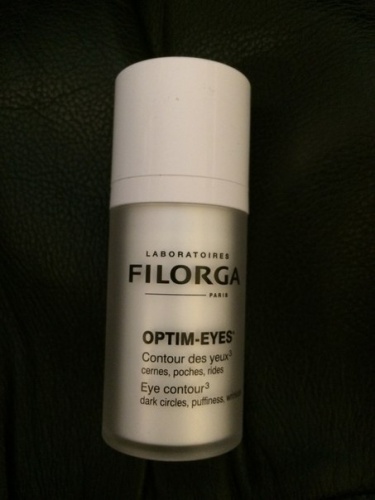 LABORATOIRES
FILORGA
PARIS
OPTIM-EYES
Contour des yeux³
cernes, poches, rides
Eye contour³
dark circles, puffiness,